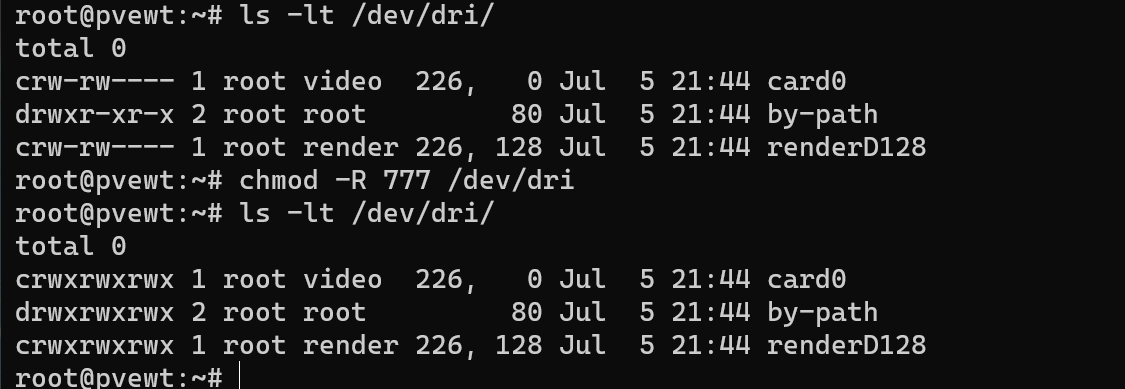 root@pvewt:~# ls -lt /dev/dri/
total 0
crw-rw---- 1 root video  226,   0 Jul  5 21:44 card0
drwxr-xr-x 2 root root         80 Jul  5 21:44 by-path
crw-rw---- 1 root render 226, 128 Jul  5 21:44 renderD128
root@pvewt:~# chmod -R 777 /dev/dri
root@pvewt:~# ls -lt /dev/dri/
total 0
crwxrwxrwx 1 root video  226,   0 Jul  5 21:44 card0
drwxrwxrwx 2 root root         80 Jul  5 21:44 by-path
crwxrwxrwx 1 root render 226, 128 Jul  5 21:44 renderD128
root@pvewt:~#